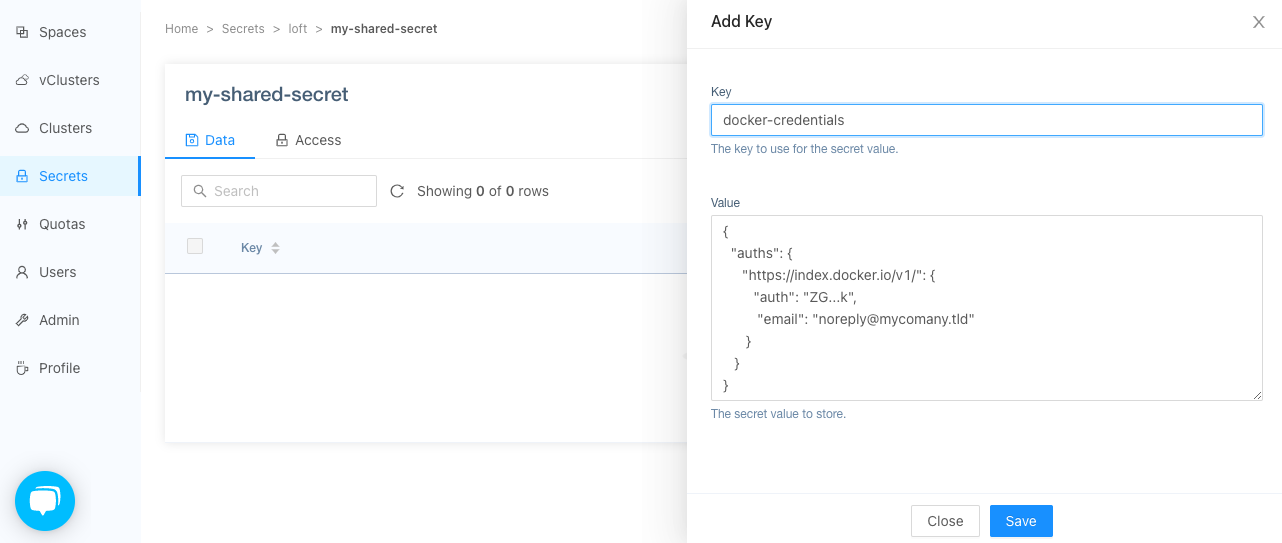 Spaces
vClusters
Clusters
Secrets
Quotas
Users
Admin
Profile
Home > Secrets > loft > my-shared-secret
my-shared-secret
Data Access
Search Showing 0 of 0 rows
Key
Add Key
Key
docker-credentials
The key to use for the secret value.
Value
{
"auths": {
"https://index.docker.io/v1/": {
"auth": "ZG...k",
"email": "noreply@mycomany.tld"
}
}
}
The secret value to store.
Close Save